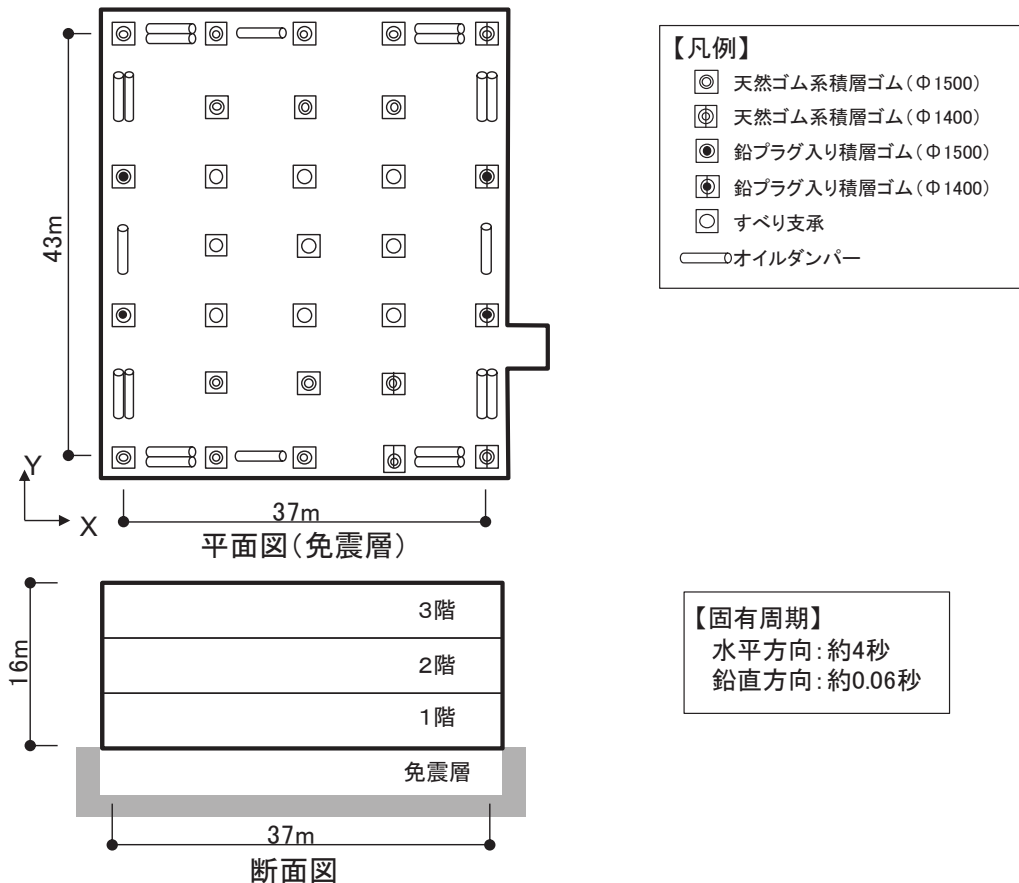 【凡例】
天然ゴム系積層ゴム(Φ1500)
天然ゴム系積層ゴム(Φ1400)
鉛プラグ入り積層ゴム(Φ1500)
鉛プラグ入り積層ゴム(Φ1400)
すべり支承
オイルダンパー
43m
Y
X
37m
平面図(免震層)
3階
2階
1階
16m
免震層
37m
断面図
【固有周期】
水平方向:約4秒
鉛直方向:約0.06秒